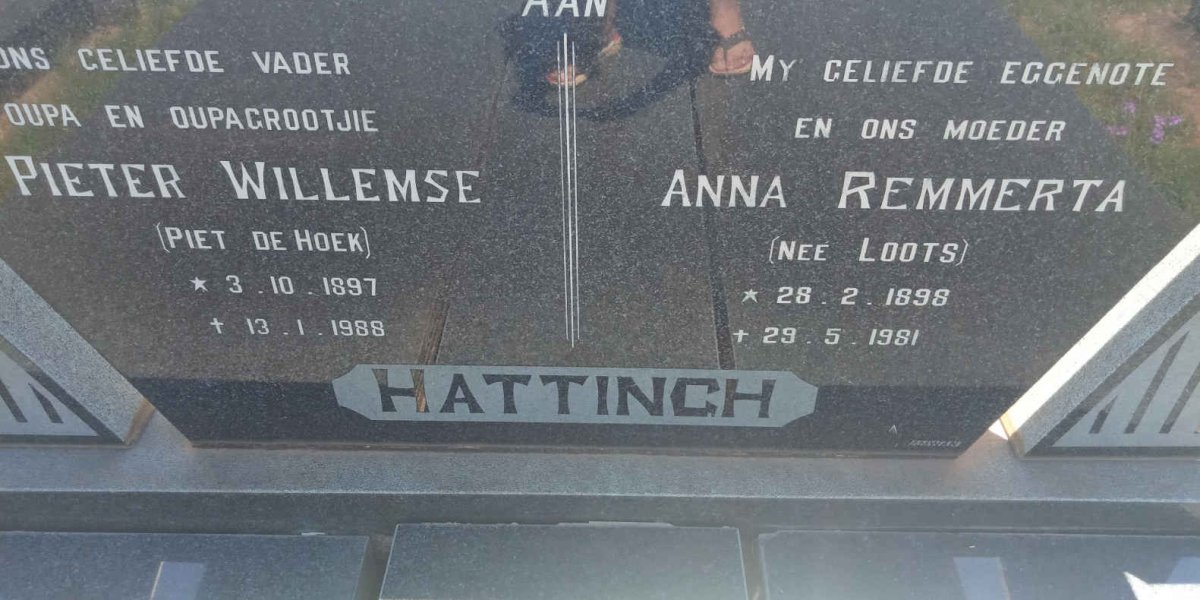 AAN
ONS GELIEFDE VADER
OUPA EN OUPAGROOTJIE
PIETER WILLEMSE
(PIET DE HOEK)
★ 3.10.1897
† 13.1.1988
MY GELIEFDE EGGENOTE
EN ONS MOEDER
ANNA REMMERTA
(NEÉ LOOTS)
★ 28.2.1898
† 29.5.1981
HATTINGH